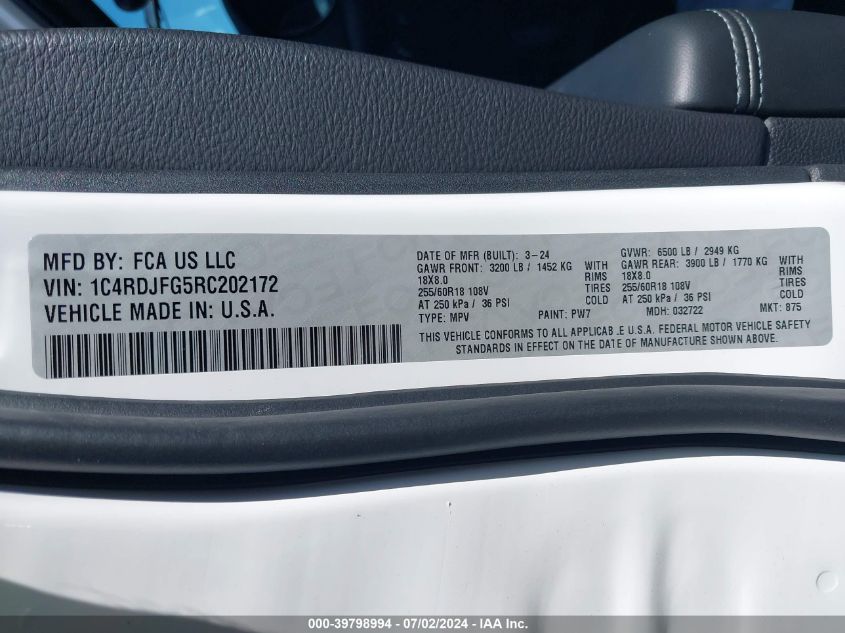 MFD BY: FCA US LLC
VIN: 1C4RDJFG5RC202172
VEHICLE MADE IN U.S.A.
DATE OF MFR (BUILT): 3-24
GAWR FRONT: 3200 LB / 1452 KG
18X8.0 RIMS
255/60R18 108V TIRES
AT 250 kPa / 36 PSI COLD
TYPE: MPV PAINT: PW7
GVWR: 6500 LB / 2949 KG
GAWR REAR: 3900 LB / 1770 KG
18X8.0 RIMS
255/60R18 108V TIRES
AT 250 kPa / 36 PSI COLD
MDH: 032722 MKT: 875
THIS VEHICLE CONFORMS TO ALL APPLICAB .E U.S.A. FEDERAL MOTOR VEHICLE SAFETY
STANDARDS IN EFFECT ON THE DATE OF MANUFACTURE SHOWN ABOVE.
000-39798994 / 07/02/2024 - IAA Inc.